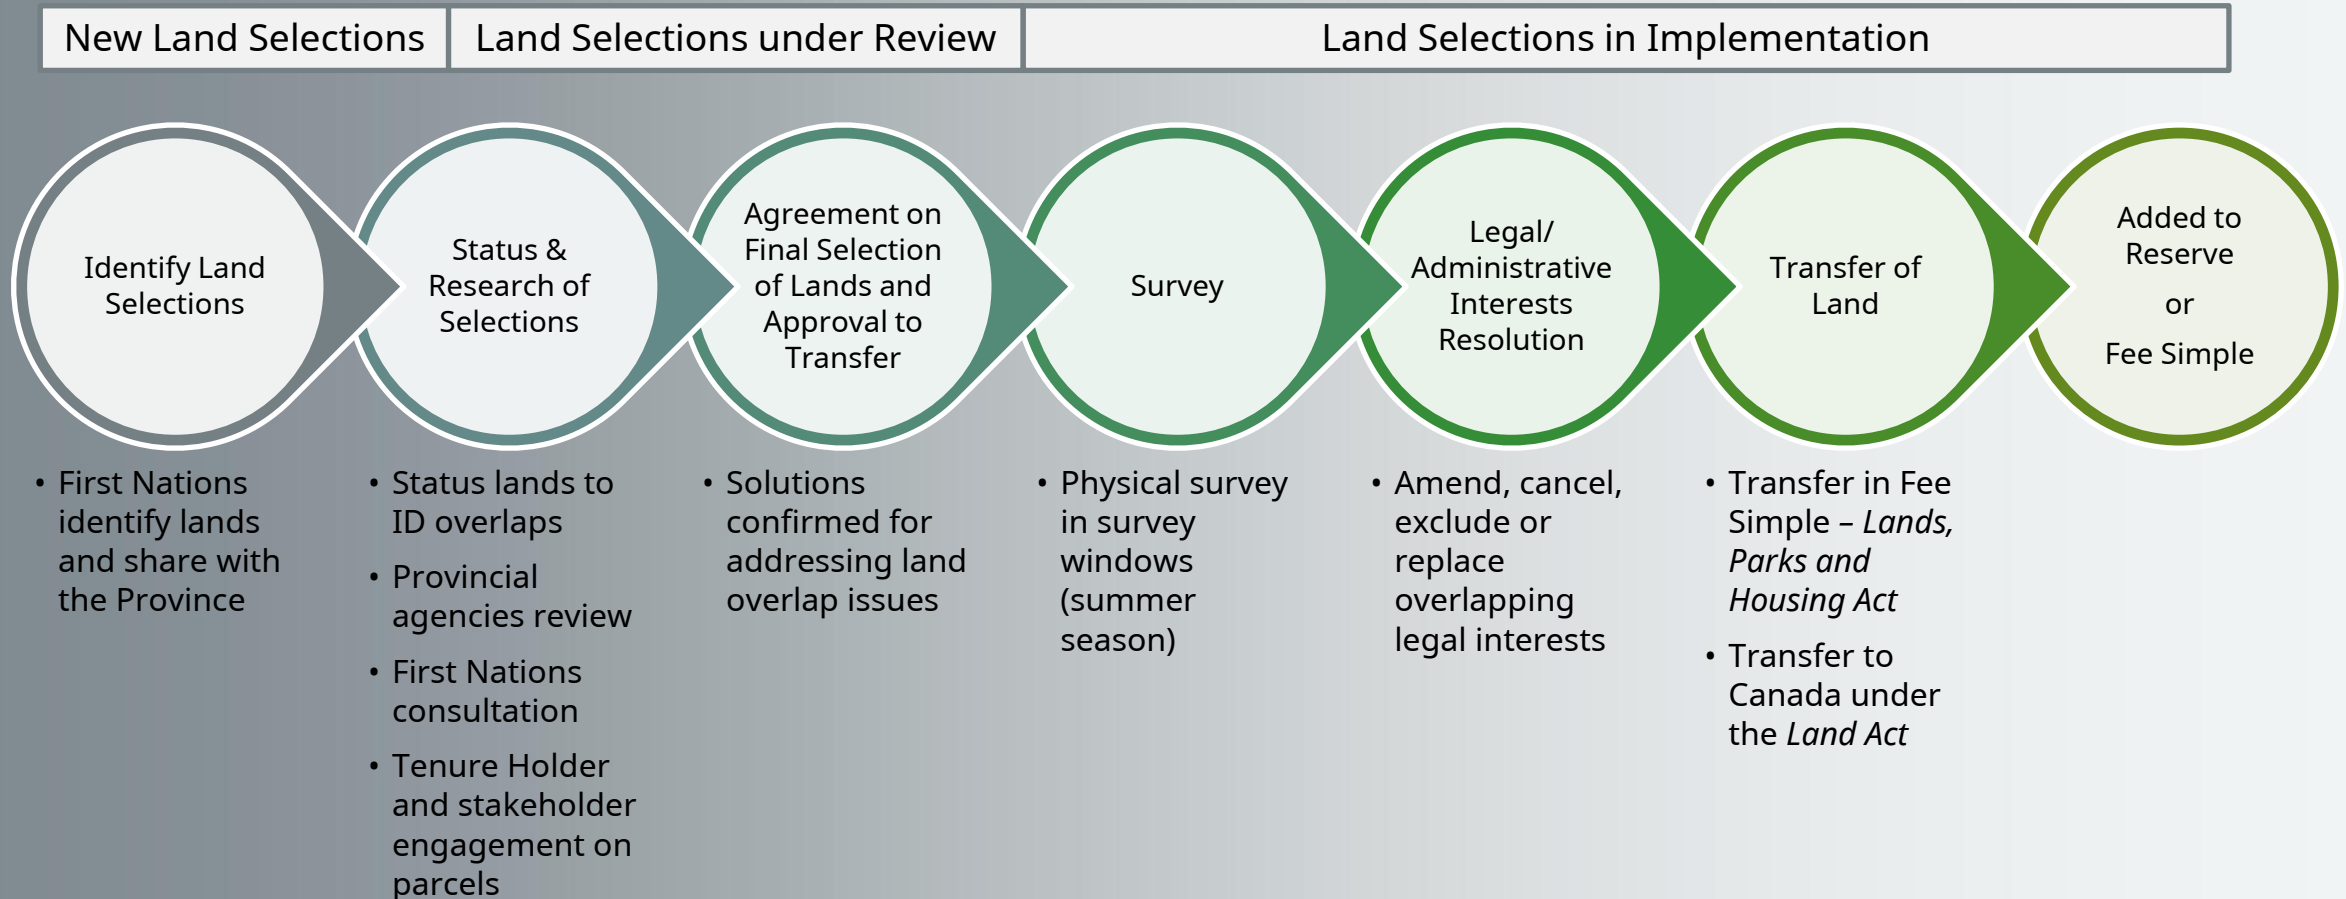 New Land Selections
Land Selections under Review
Land Selections in Implementation
Identify Land
Selections
Status &
Research of
Selections
Agreement on
Final Selection
of Lands and
Approval to
Transfer
Survey
Legal/
Administrative
Interests
Resolution
Transfer of
Land
Added to
Reserve
or
Fee Simple
• First Nations
identify lands
and share with
the Province
• Status lands to
ID overlaps
• Provincial
agencies review
• First Nations
consultation
• Tenure Holder
and stakeholder
engagement on
parcels
• Solutions
confirmed for
addressing land
overlap issues
• Physical survey
in survey
windows
(summer
season)
• Amend, cancel,
exclude or
replace
overlapping
legal interests
• Transfer in Fee
Simple – Lands,
Parks and
Housing Act
• Transfer to
Canada under
the Land Act